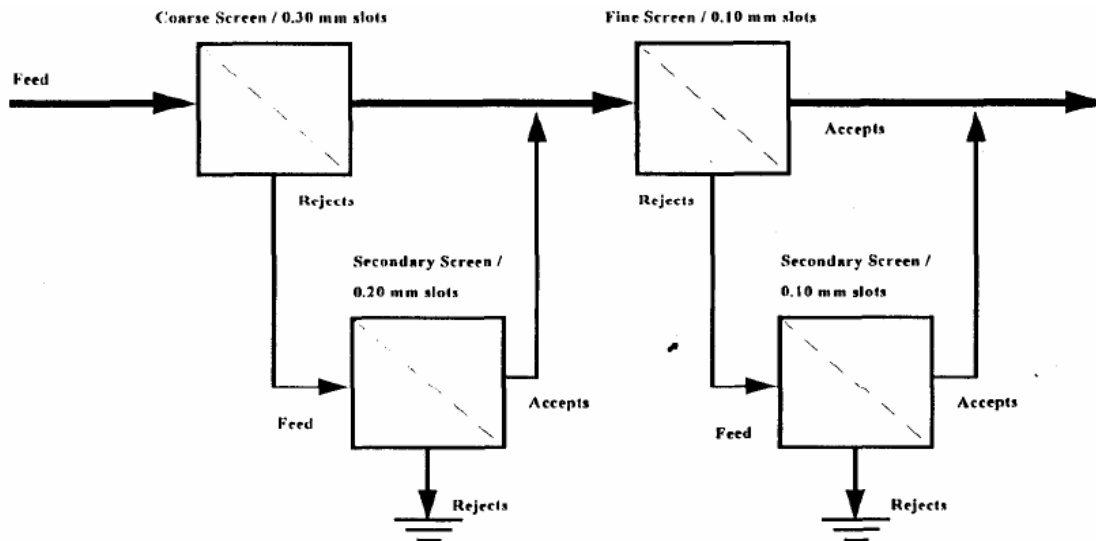 Coarse Screen / 0.30 mm slots
Fine Screen / 0.10 mm slots
Feed
Accepts
Rejects
Rejects
Secondary Screen /
0.20 mm slots
Secondary Screen /
0.10 mm slots
Feed
Accepts
Feed
Accepts
Rejects
Rejects